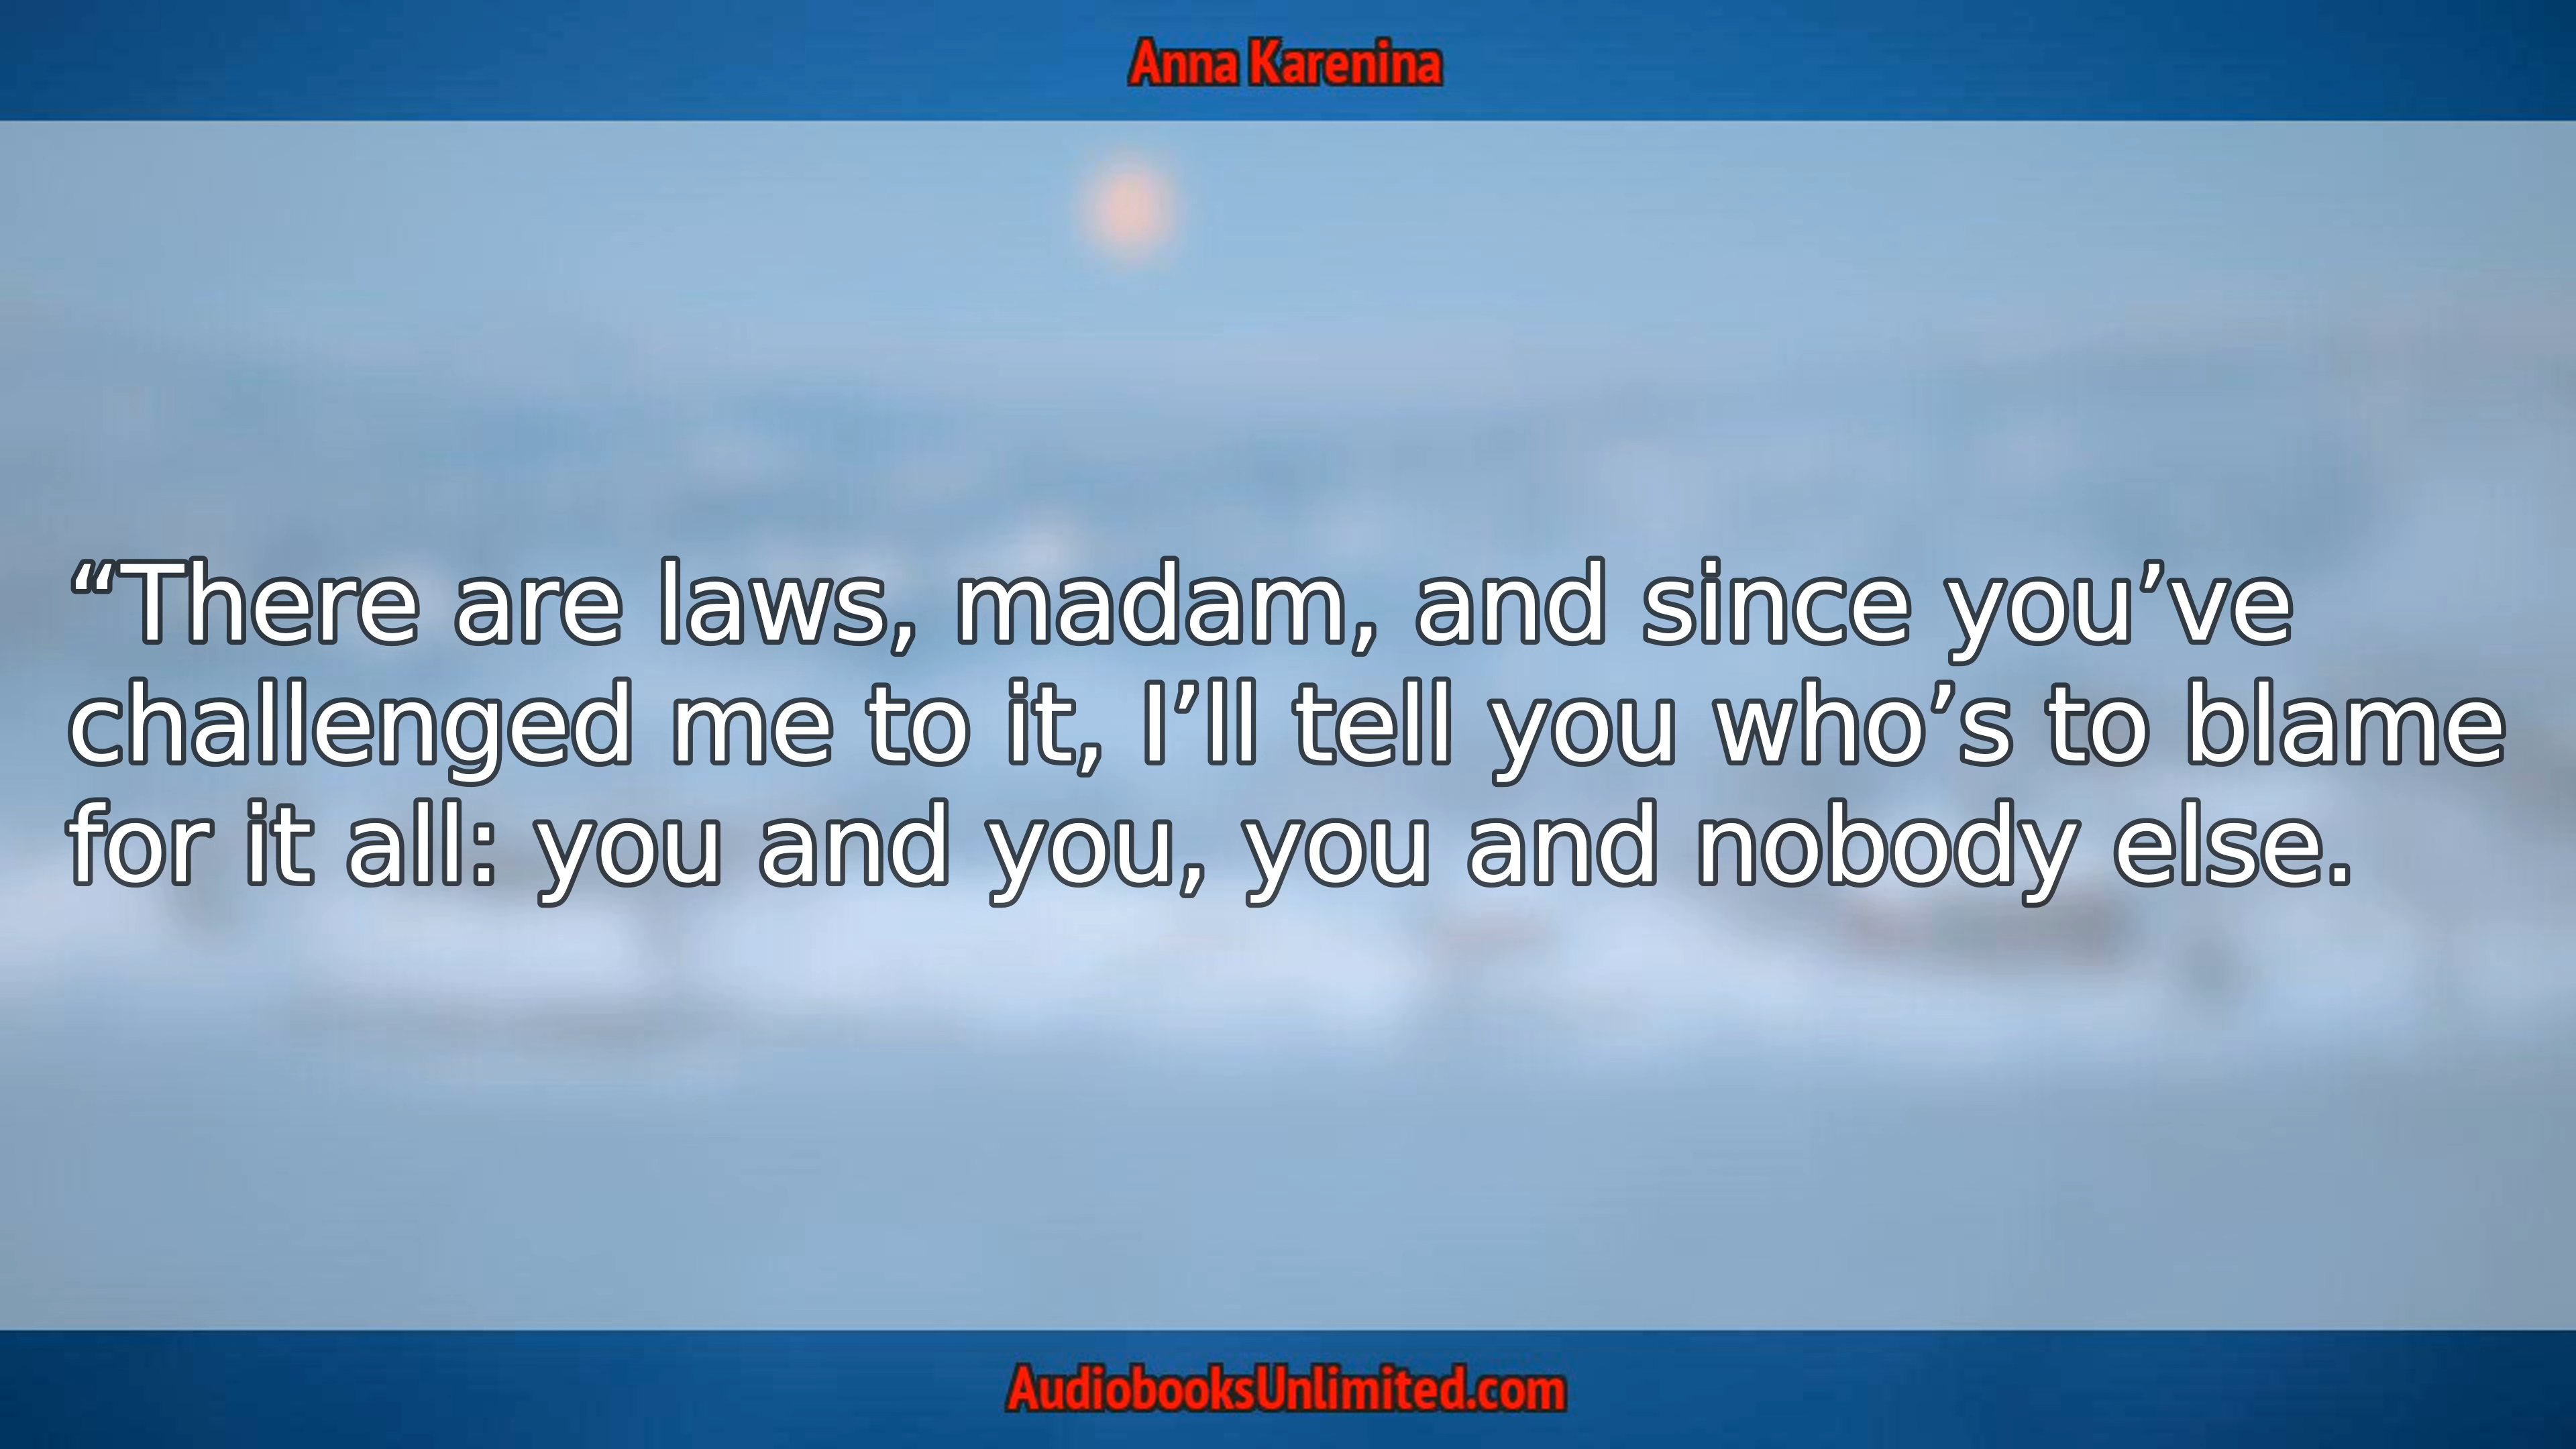 Anna Karenina
“There are laws, madam, and since you’ve
challenged me to it, I’ll tell you who’s to blame
for it all: you and you, you and nobody else.
AudiobooksUnlimited.com